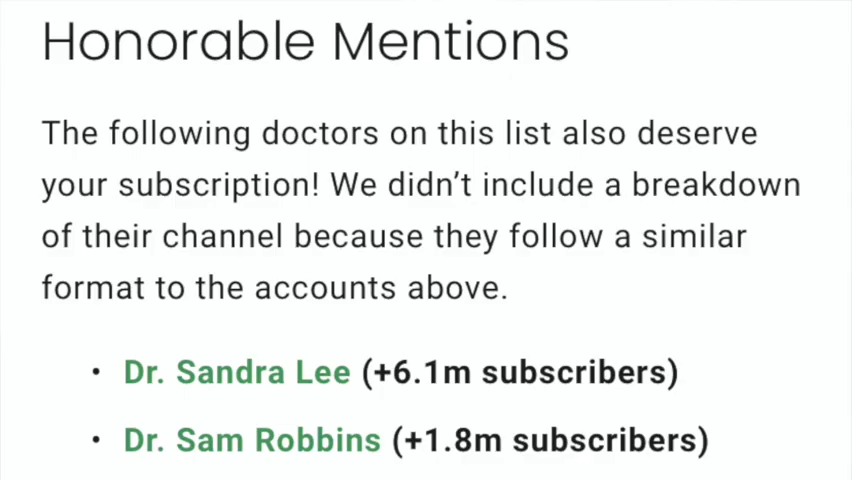 Honorable Mentions
The following doctors on this list also deserve
your subscription! We didn’t include a breakdown
of their channel because they follow a similar
format to the accounts above.
• Dr. Sandra Lee (+6.1m subscribers)
• Dr. Sam Robbins (+1.8m subscribers)